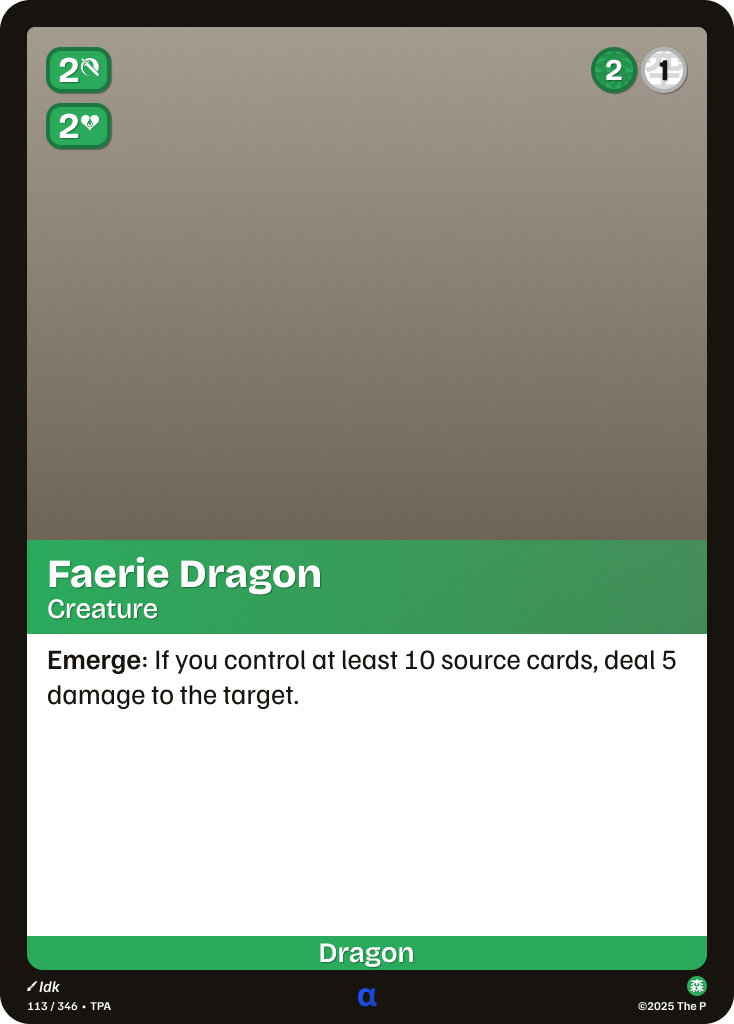 2
2 1
2
Faerie Dragon
Creature
Emerge: If you control at least 10 source cards, deal 5
damage to the target.
Dragon
Idk
森
113 / 346 • TPA
α
©2025 The P